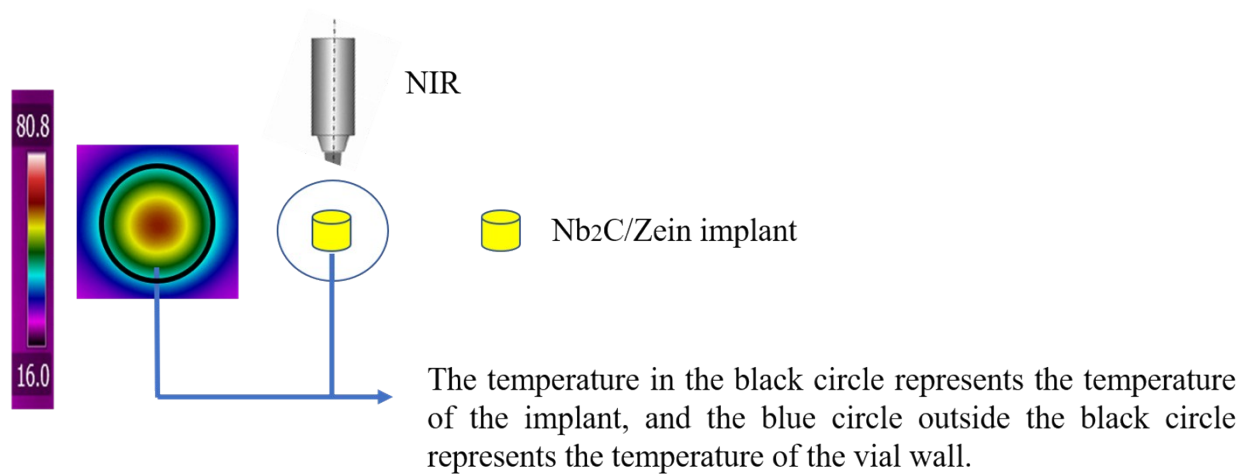 NIR
80.8
Nb2C/Zein implant
16.0
The temperature in the black circle represents the temperature
of the implant, and the blue circle outside the black circle
represents the temperature of the vial wall.